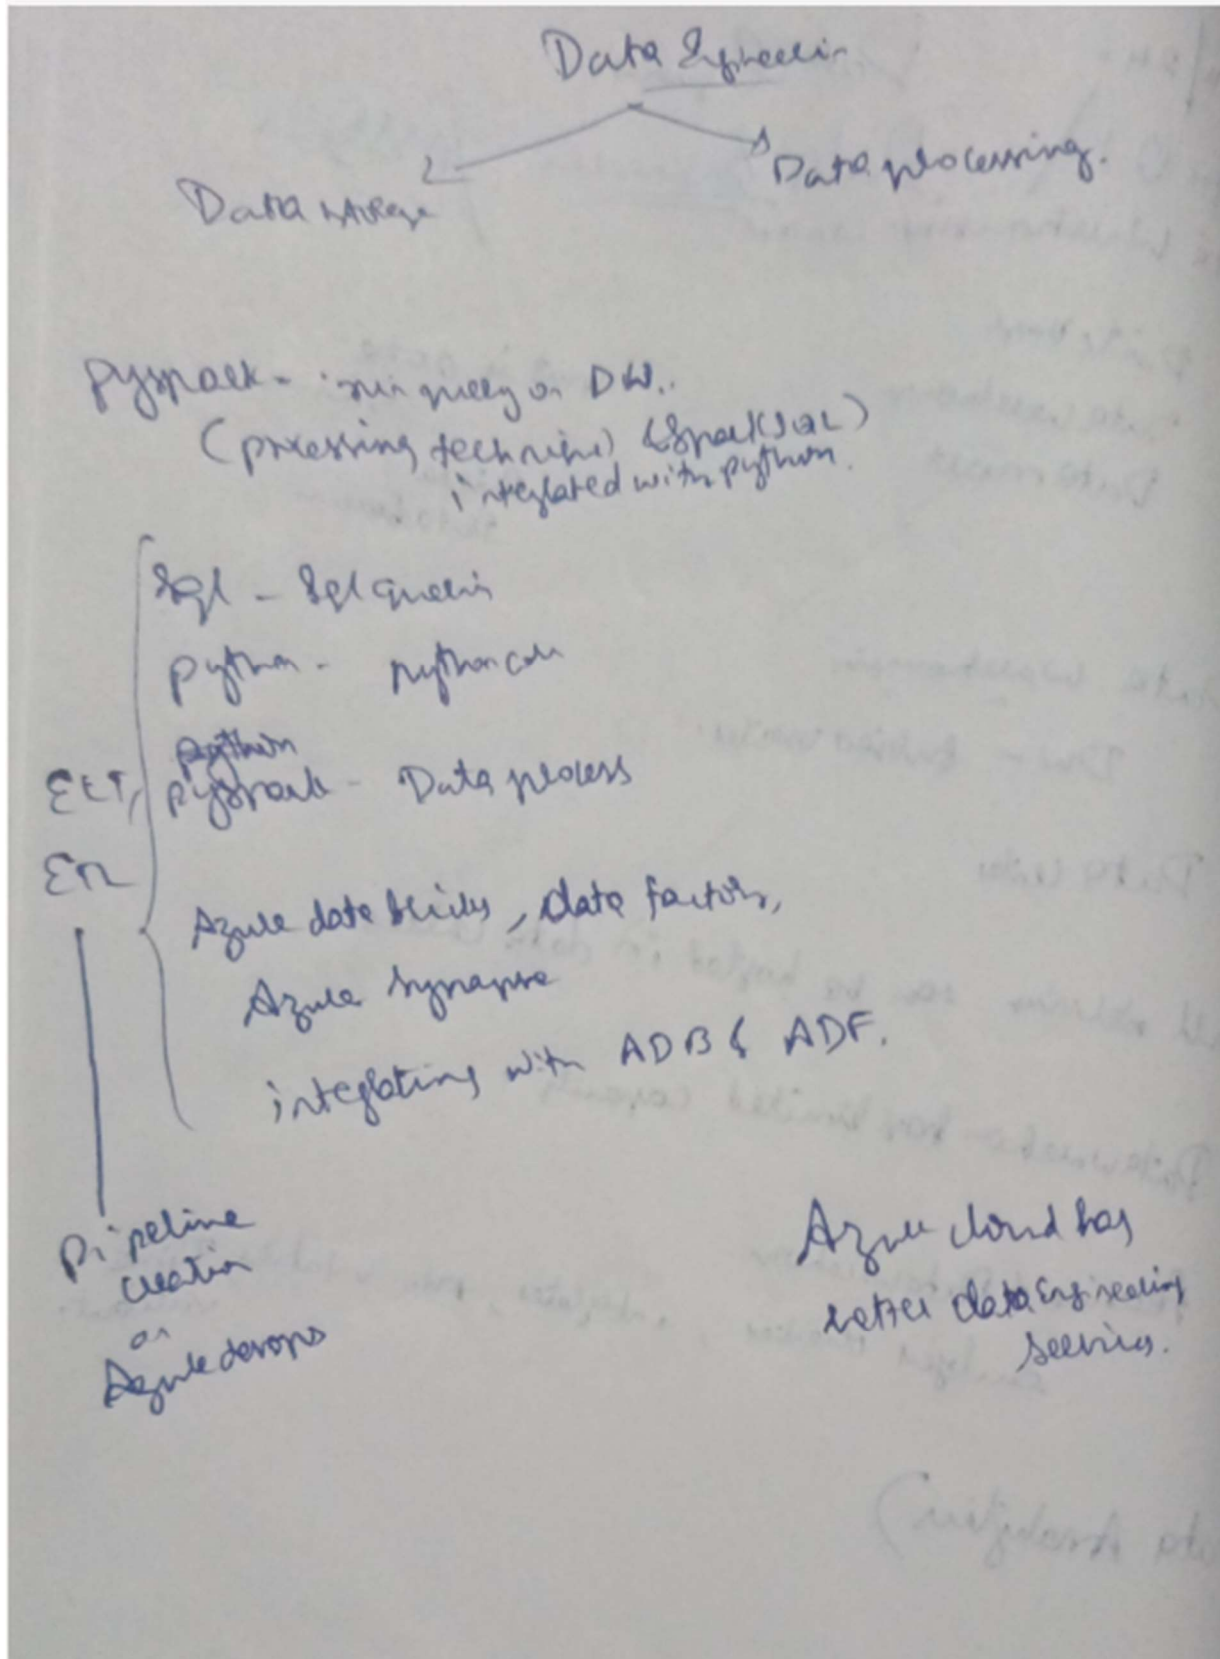 Data Engineerin
Data storage
Data processing.
pyspark - run query on DW..
(processing technique) (Spark SQL)
integrated with python.
Sql - Sql queries
python - python code
python
ELT, pyspark - Data process
ETL
Azure data bricks, data factory,
Azure Synapse
integrating with ADB & ADF.
Pipeline
creation
on
Azure devops
Azure cloud has
better data Engineering
services.